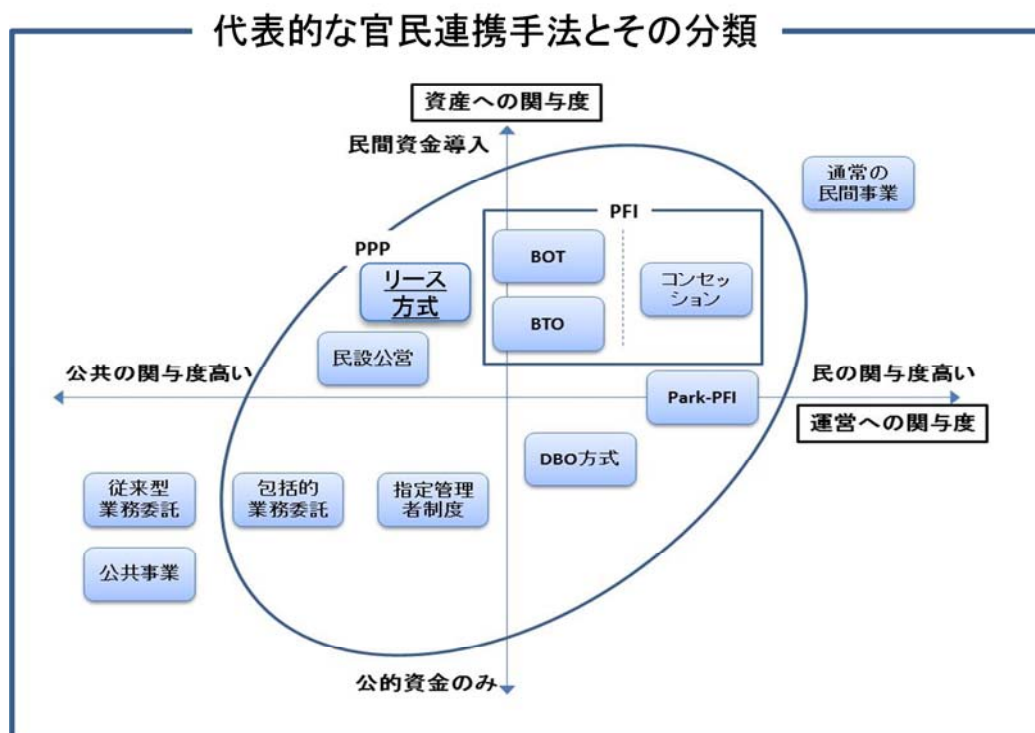 代表的な官民連携手法とその分類
資産への関与度
民間資金導入
通常の
民間事業
PFI
PPP
BOT
リース
方式
コンセッ
ション
BTO
民設公営
公共の関与度高い
民の関与度高い
Park-PFI
運営への関与度
DBO方式
従来型
業務委託
包括的
業務委託
指定管理
者制度
公共事業
公的資金のみ